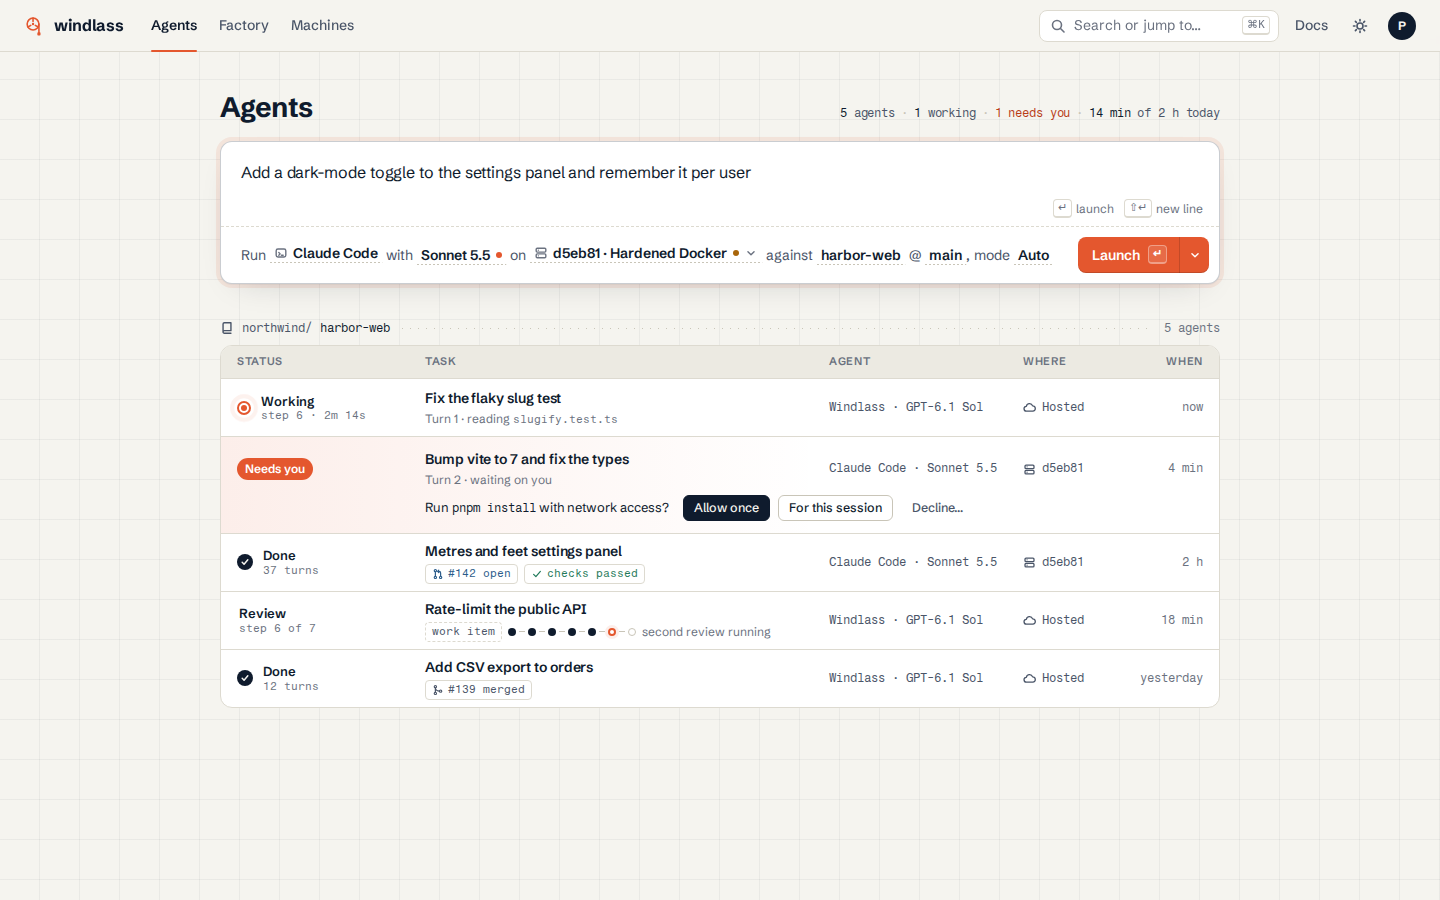 windlass Agents Factory Machines Search or jump to... ⌘K Docs P
Agents
5 agents · 1 working · 1 needs you · 14 min of 2 h today
Add a dark-mode toggle to the settings panel and remember it per user
↵ launch ⇧↵ new line
Run Claude Code with Sonnet 5.5 on d5eb81 · Hardened Docker against harbor-web @ main, mode Auto Launch ↵
northwind/ harbor-web 5 agents
STATUS TASK AGENT WHERE WHEN
Working Fix the flaky slug test
step 6 · 2m 14s Turn 1 · reading slugify.test.ts Windlass · GPT-6.1 Sol Hosted now
Needs you Bump vite to 7 and fix the types Claude Code · Sonnet 5.5 d5eb81 4 min
Turn 2 · waiting on you
Run pnpm install with network access? Allow once For this session Decline...
Done Metres and feet settings panel Claude Code · Sonnet 5.5 d5eb81 2 h
37 turns #142 open checks passed
Review Rate-limit the public API Windlass · GPT-6.1 Sol Hosted 18 min
step 6 of 7 work item second review running
Done Add CSV export to orders Windlass · GPT-6.1 Sol Hosted yesterday
12 turns #139 merged